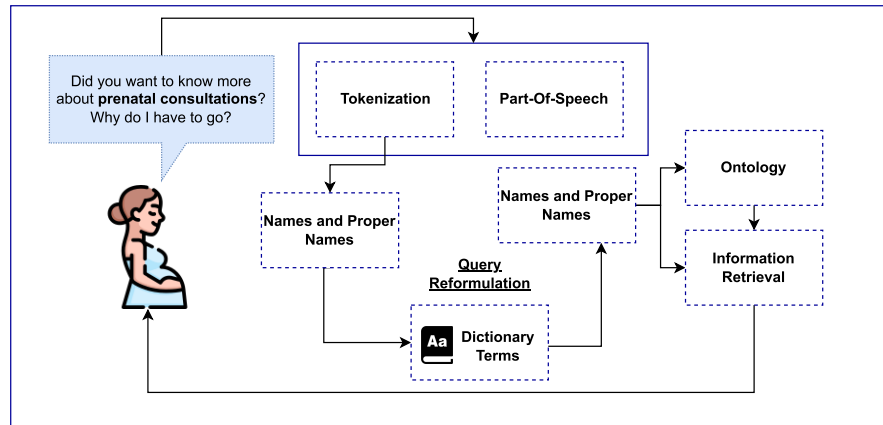 Did you want to know more
about prenatal consultations?
Why do I have to go?
Tokenization
Part-Of-Speech
Names and Proper
Names
Query
Reformulation
Aa
Dictionary
Terms
Names and Proper
Names
Ontology
Information
Retrieval